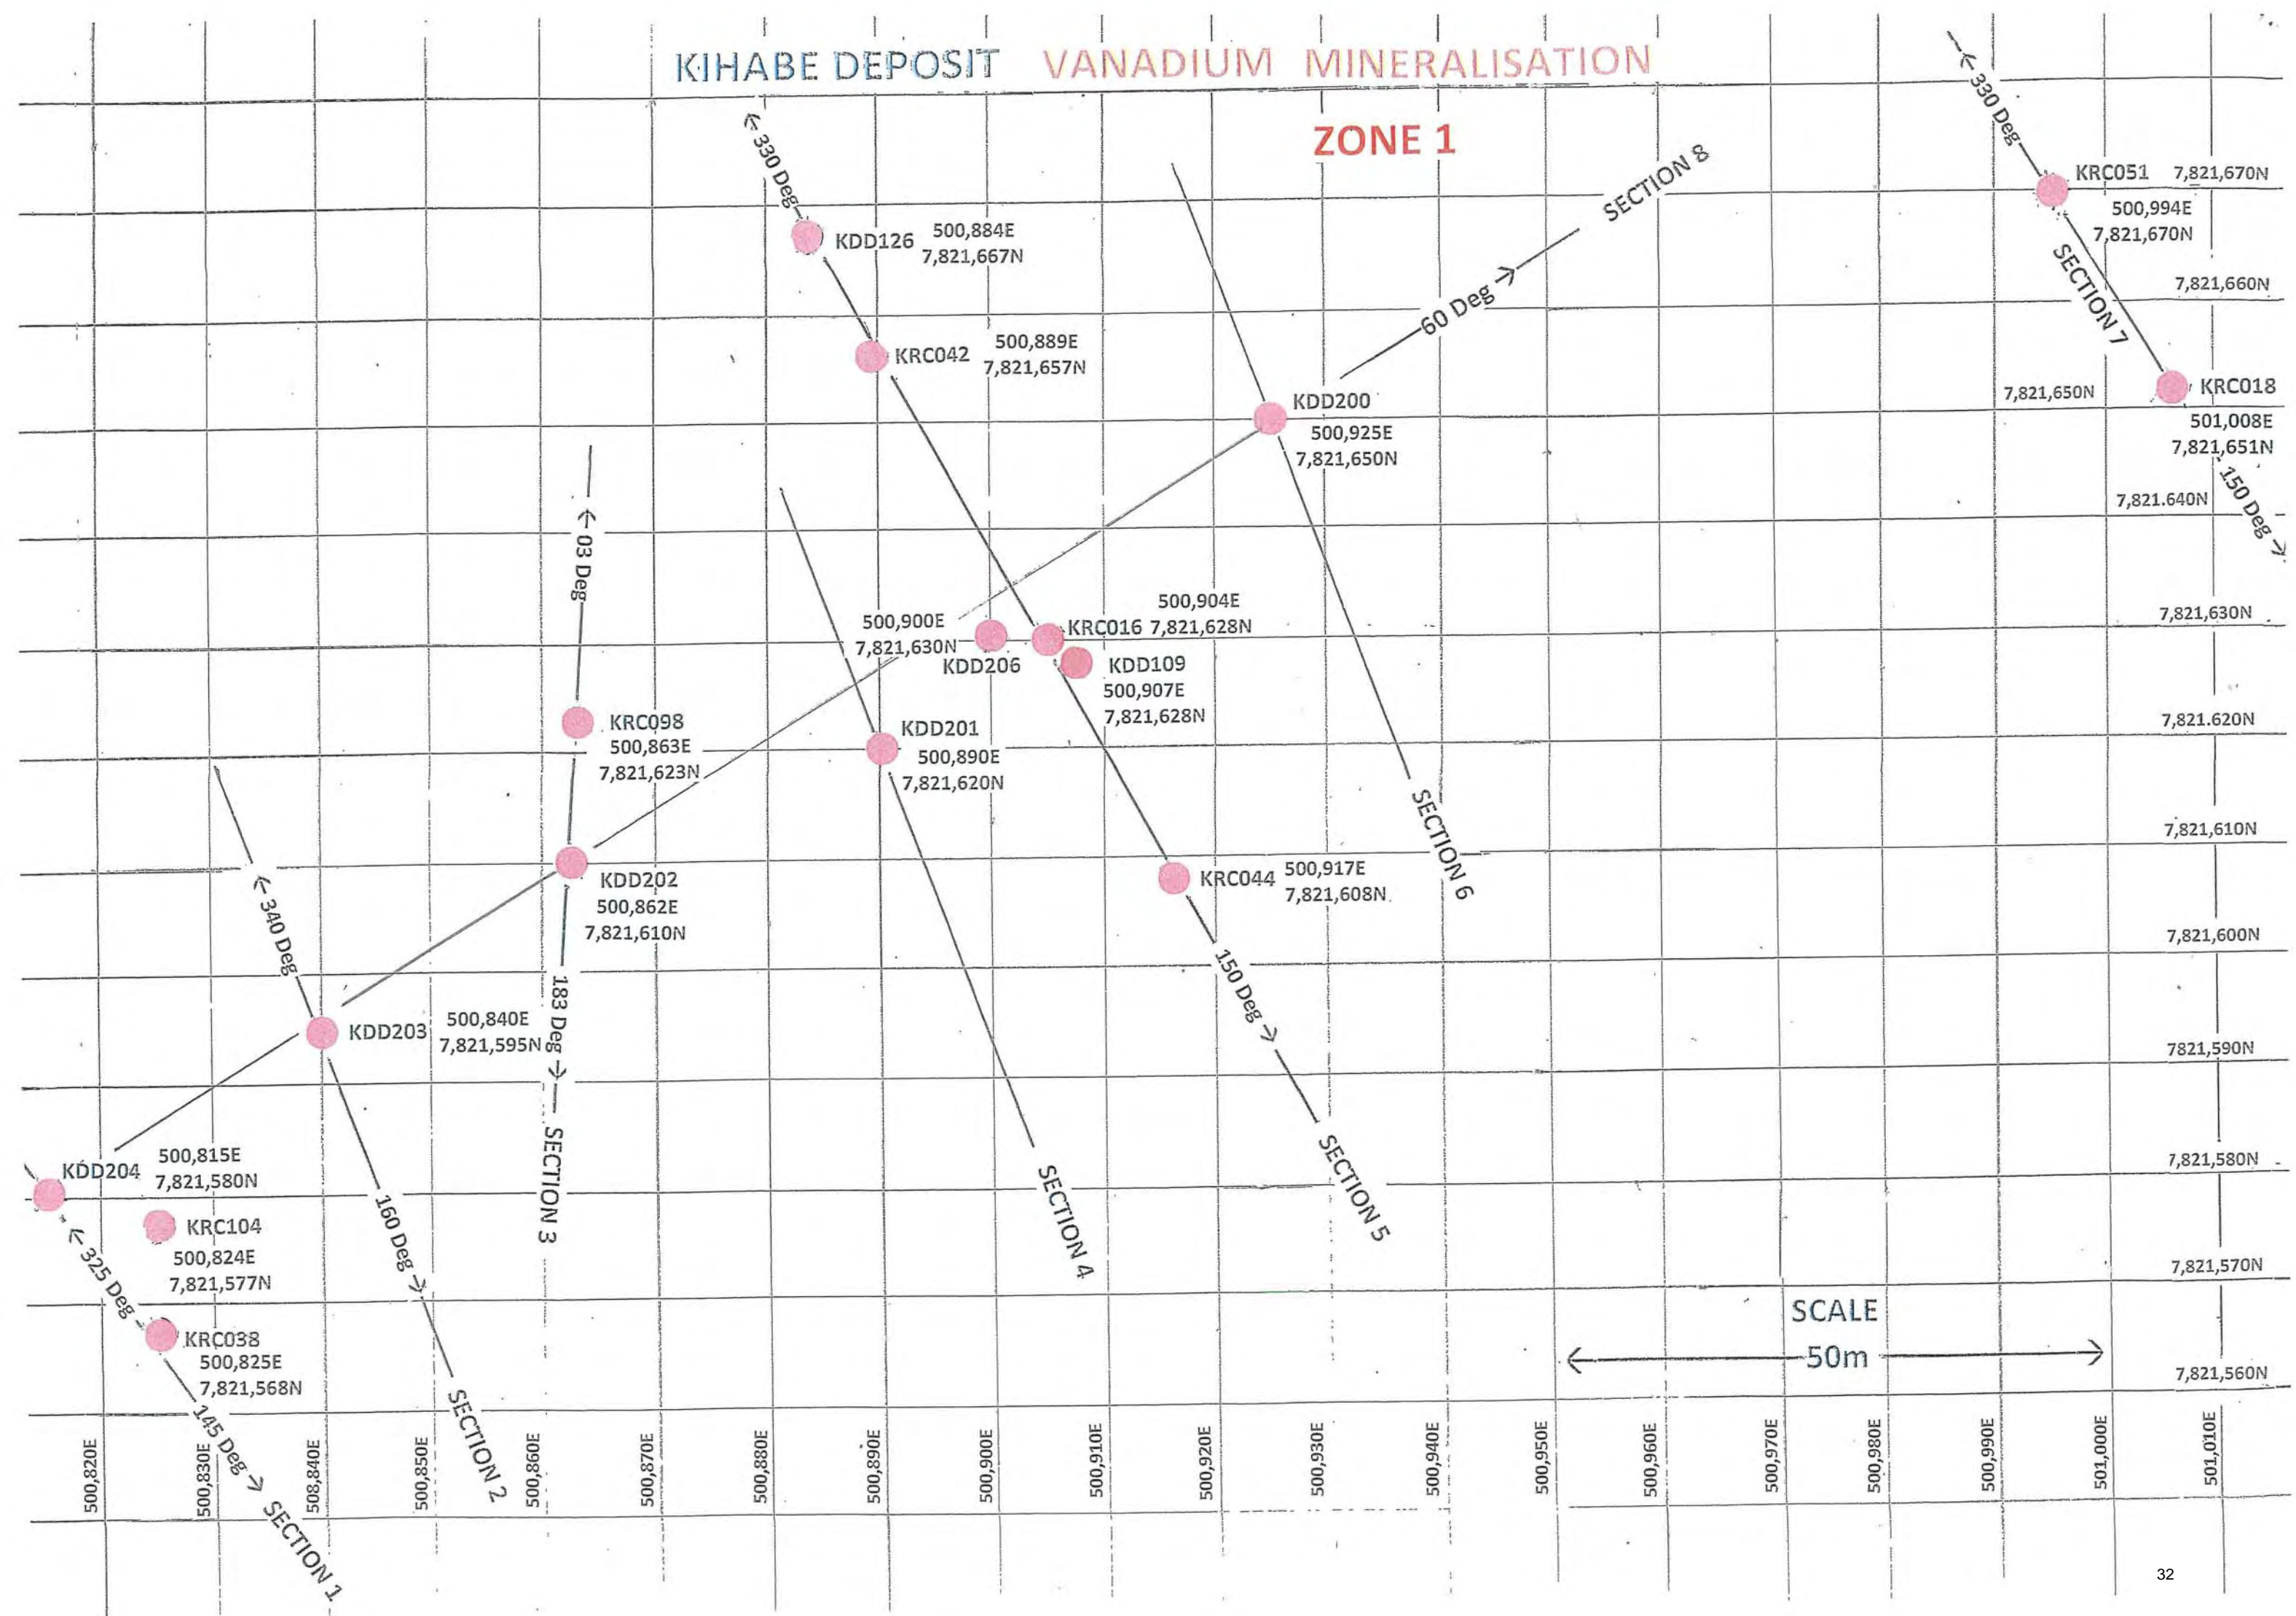 KIHABE DEPOSIT VANADIUM MINERALISATION
ZONE 1
← 330 Deg
KDD126
500,884E
7,821,667N
KRC042
500,889E
7,821,657N
60 Deg →
SECTION 8
← 330 Deg
KRC051
7,821,670N
500,994E
7,821,670N
SECTION 7
7,821,660N
7,821,650N
KRC018
501,008E
7,821,651N
150 Deg →
7,821.640N
KDD200
500,925E
7,821,650N
← 03 Deg
500,900E
7,821,630N
KDD206
500,904E
KRC016 7,821,628N
KDD109
500,907E
7,821,628N
7,821,630N
KRC098
500,863E
7,821,623N
KDD201
500,890E
7,821,620N
7,821.620N
SECTION 6
7,821,610N
KDD202
500,862E
7,821,610N
KRC044
500,917E
7,821,608N
← 340 Deg
7,821,600N
183 Deg →
150 Deg →
KDD203
500,840E
7,821,595N
7821,590N
SECTION 3
SECTION 4
SECTION 5
KDD204
500,815E
7,821,580N
7,821,580N
KRC104
500,824E
7,821,577N
160 Deg →
← 325 Deg
7,821,570N
KRC038
500,825E
7,821,568N
SCALE
50m
7,821,560N
145 Deg →
SECTION 1
SECTION 2
500,820E
500,830E
508,840E
500,850E
500,860E
500,870E
500,880E
500,890E
500,900E
500,910E
500,920E
500,930E
500,940E
500,950E
500,960E
500,970E
500,980E
500,990E
501,000E
501,010E
32